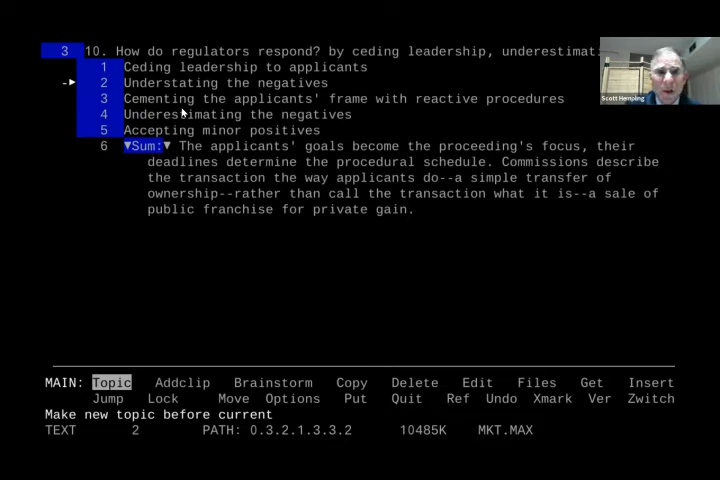 3 10. How do regulators respond? by ceding leadership,
1 Ceding leadership to applicants
2 Understating the negatives
3 Cementing the applicants' frame with reactive procedures
4 Underestimating the negatives
5 Accepting minor positives
6 ▼Sum:▼ The applicants' goals become the proceeding's focus, their
deadlines determine the procedural schedule. Commissions describe
the transaction the way applicants do--a simple transfer of
ownership--rather than call the transaction what it is--a sale of
public franchise for private gain.
Scott Hempling
MAIN: Topic Addclip Brainstorm Copy Delete Edit Files Get Insert
Jump Lock Move Options Put Quit Ref Undo Xmark Ver Zwitch
Make new topic before current
TEXT 2 PATH: 0.3.2.1.3.3.2 10485K MKT.MAX